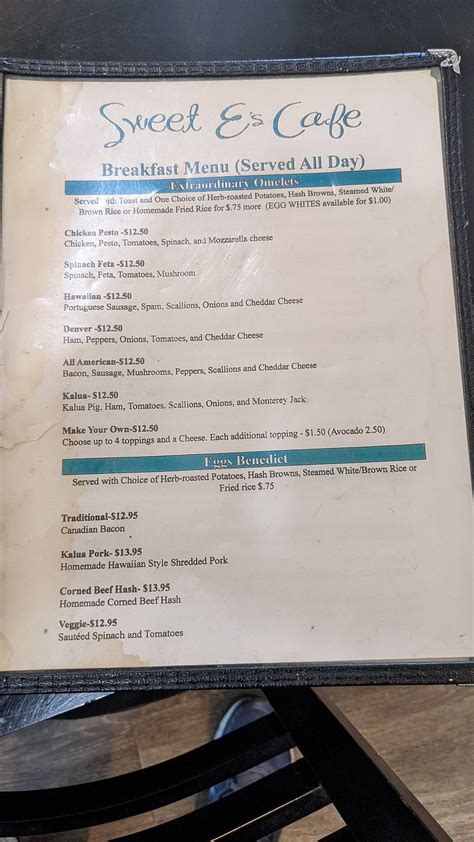 Sweet E's Cafe
Breakfast Menu (Served All Day)
Extraordinary Omelets
Served with Toast and One Choice of Herb-roasted Potatoes, Hash Browns, Steamed White/
Brown Rice or Homemade Fried Rice for $.75 more (EGG WHITES available for $1.00)
Chicken Pesto -$12.50
Chicken, Pesto, Tomatoes, Spinach, and Mozzarella cheese
Spinach Feta -$12.50
Spinach, Feta, Tomatoes, Mushroom
Hawaiian -$12.50
Portuguese Sausage, Spam, Scallions, Onions and Cheddar Cheese
Denver -$12.50
Ham, Peppers, Onions, Tomatoes, and Cheddar Cheese
All American-$12.50
Bacon, Sausage, Mushrooms, Peppers, Scallions and Cheddar Cheese
Kalua- $12.50
Kalua Pig, Ham, Tomatoes, Scallions, Onions, and Monterey Jack
Make Your Own-$12.50
Choose up to 4 toppings and a Cheese. Each additional topping - $1.50 (Avocado 2.50)
Eggs Benedict
Served with Choice of Herb-roasted Potatoes, Hash Browns, Steamed White/Brown Rice or
Fried rice $.75
Traditional-$12.95
Canadian Bacon
Kalua Pork- $13.95
Homemade Hawaiian Style Shredded Pork
Corned Beef Hash- $13.95
Homemade Corned Beef Hash
Veggie-$12.95
Sautéed Spinach and Tomatoes